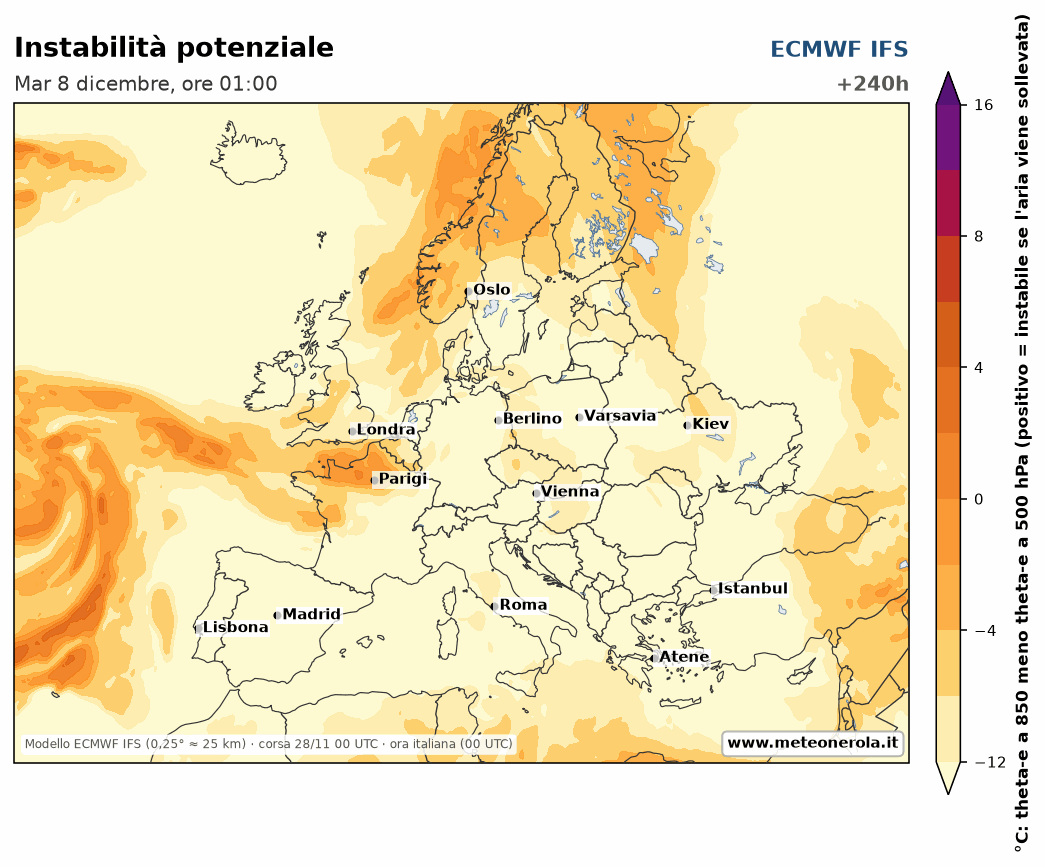 Instabilità potenziale
ECMWF IFS
Mar 8 dicembre, ore 01:00
+240h
Oslo
Londra
Berlino
Varsavia
Kiev
Parigi
Vienna
Madrid
Lisbona
Roma
Istanbul
Atene
Modello ECMWF IFS (0,25° ≈ 25 km) · corsa 28/11 00 UTC · ora italiana (00 UTC)
www.meteonerola.it
16
8
4
0
−4
−12
°C: theta-e a 850 meno theta-e a 500 hPa (positivo = instabile se l'aria viene sollevata)